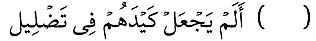 (     ) أَلَمْ يَجْعَلْ كَيْدَهُمْ فِى تَضْلِيل